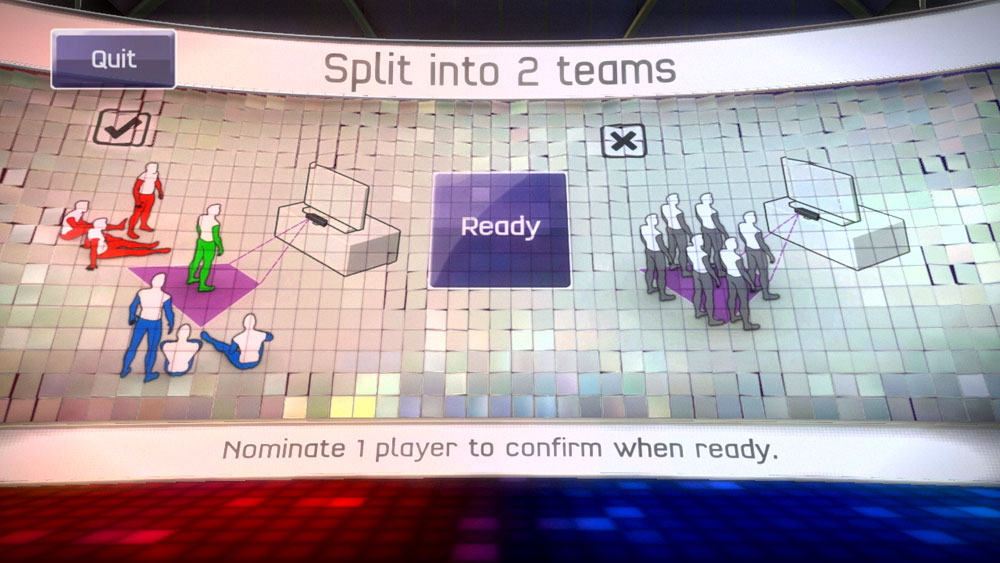 Quit
Split into 2 teams
Ready
Nominate 1 player to confirm when ready.